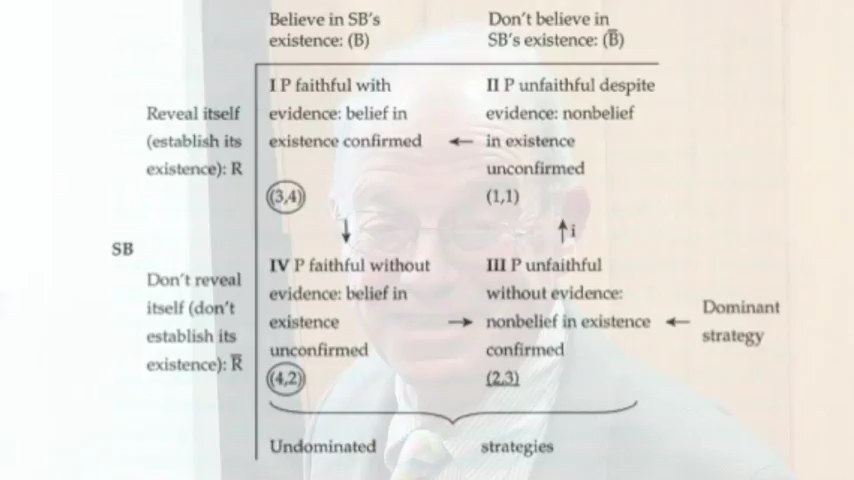 Believe in SB's
existence: (B)
Don't believe in
SB's existence: (B̅)
I P faithful with
evidence: belief in
existence confirmed
(3,4)
II P unfaithful despite
evidence: nonbelief
← in existence
unconfirmed
(1,1)
Reveal itself
(establish its
existence): R
↓
↑i
SB
Don't reveal
itself (don't
establish its
existence): R̅
IV P faithful without
evidence: belief in
existence
unconfirmed
(4,2)
III P unfaithful
without evidence:
→ nonbelief in existence ←
confirmed
(2,3)
Dominant
strategy
Undominated strategies